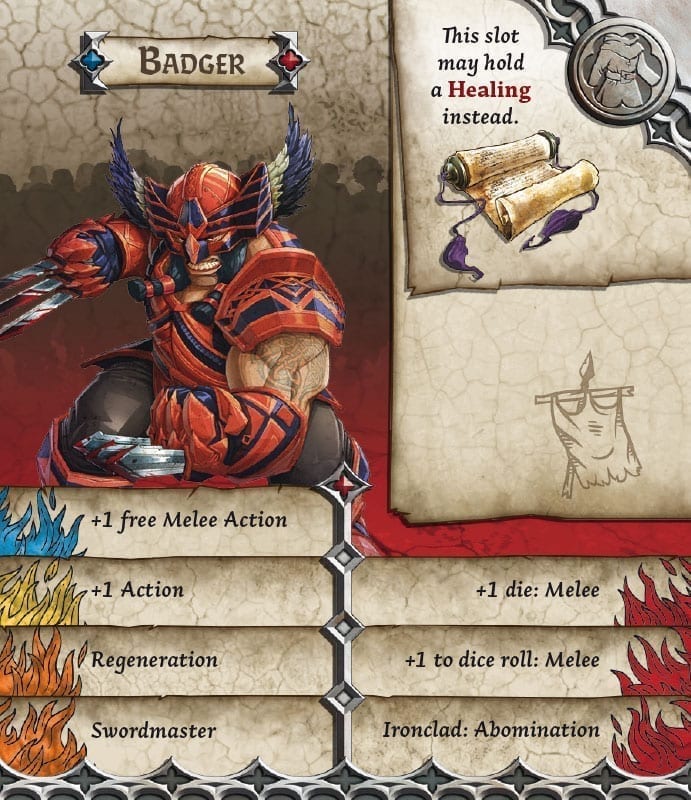 Badger
This slot
may hold
a Healing
instead.
+1 free Melee Action
+1 Action
Regeneration
Swordmaster
+1 die: Melee
+1 to dice roll: Melee
Ironclad: Abomination